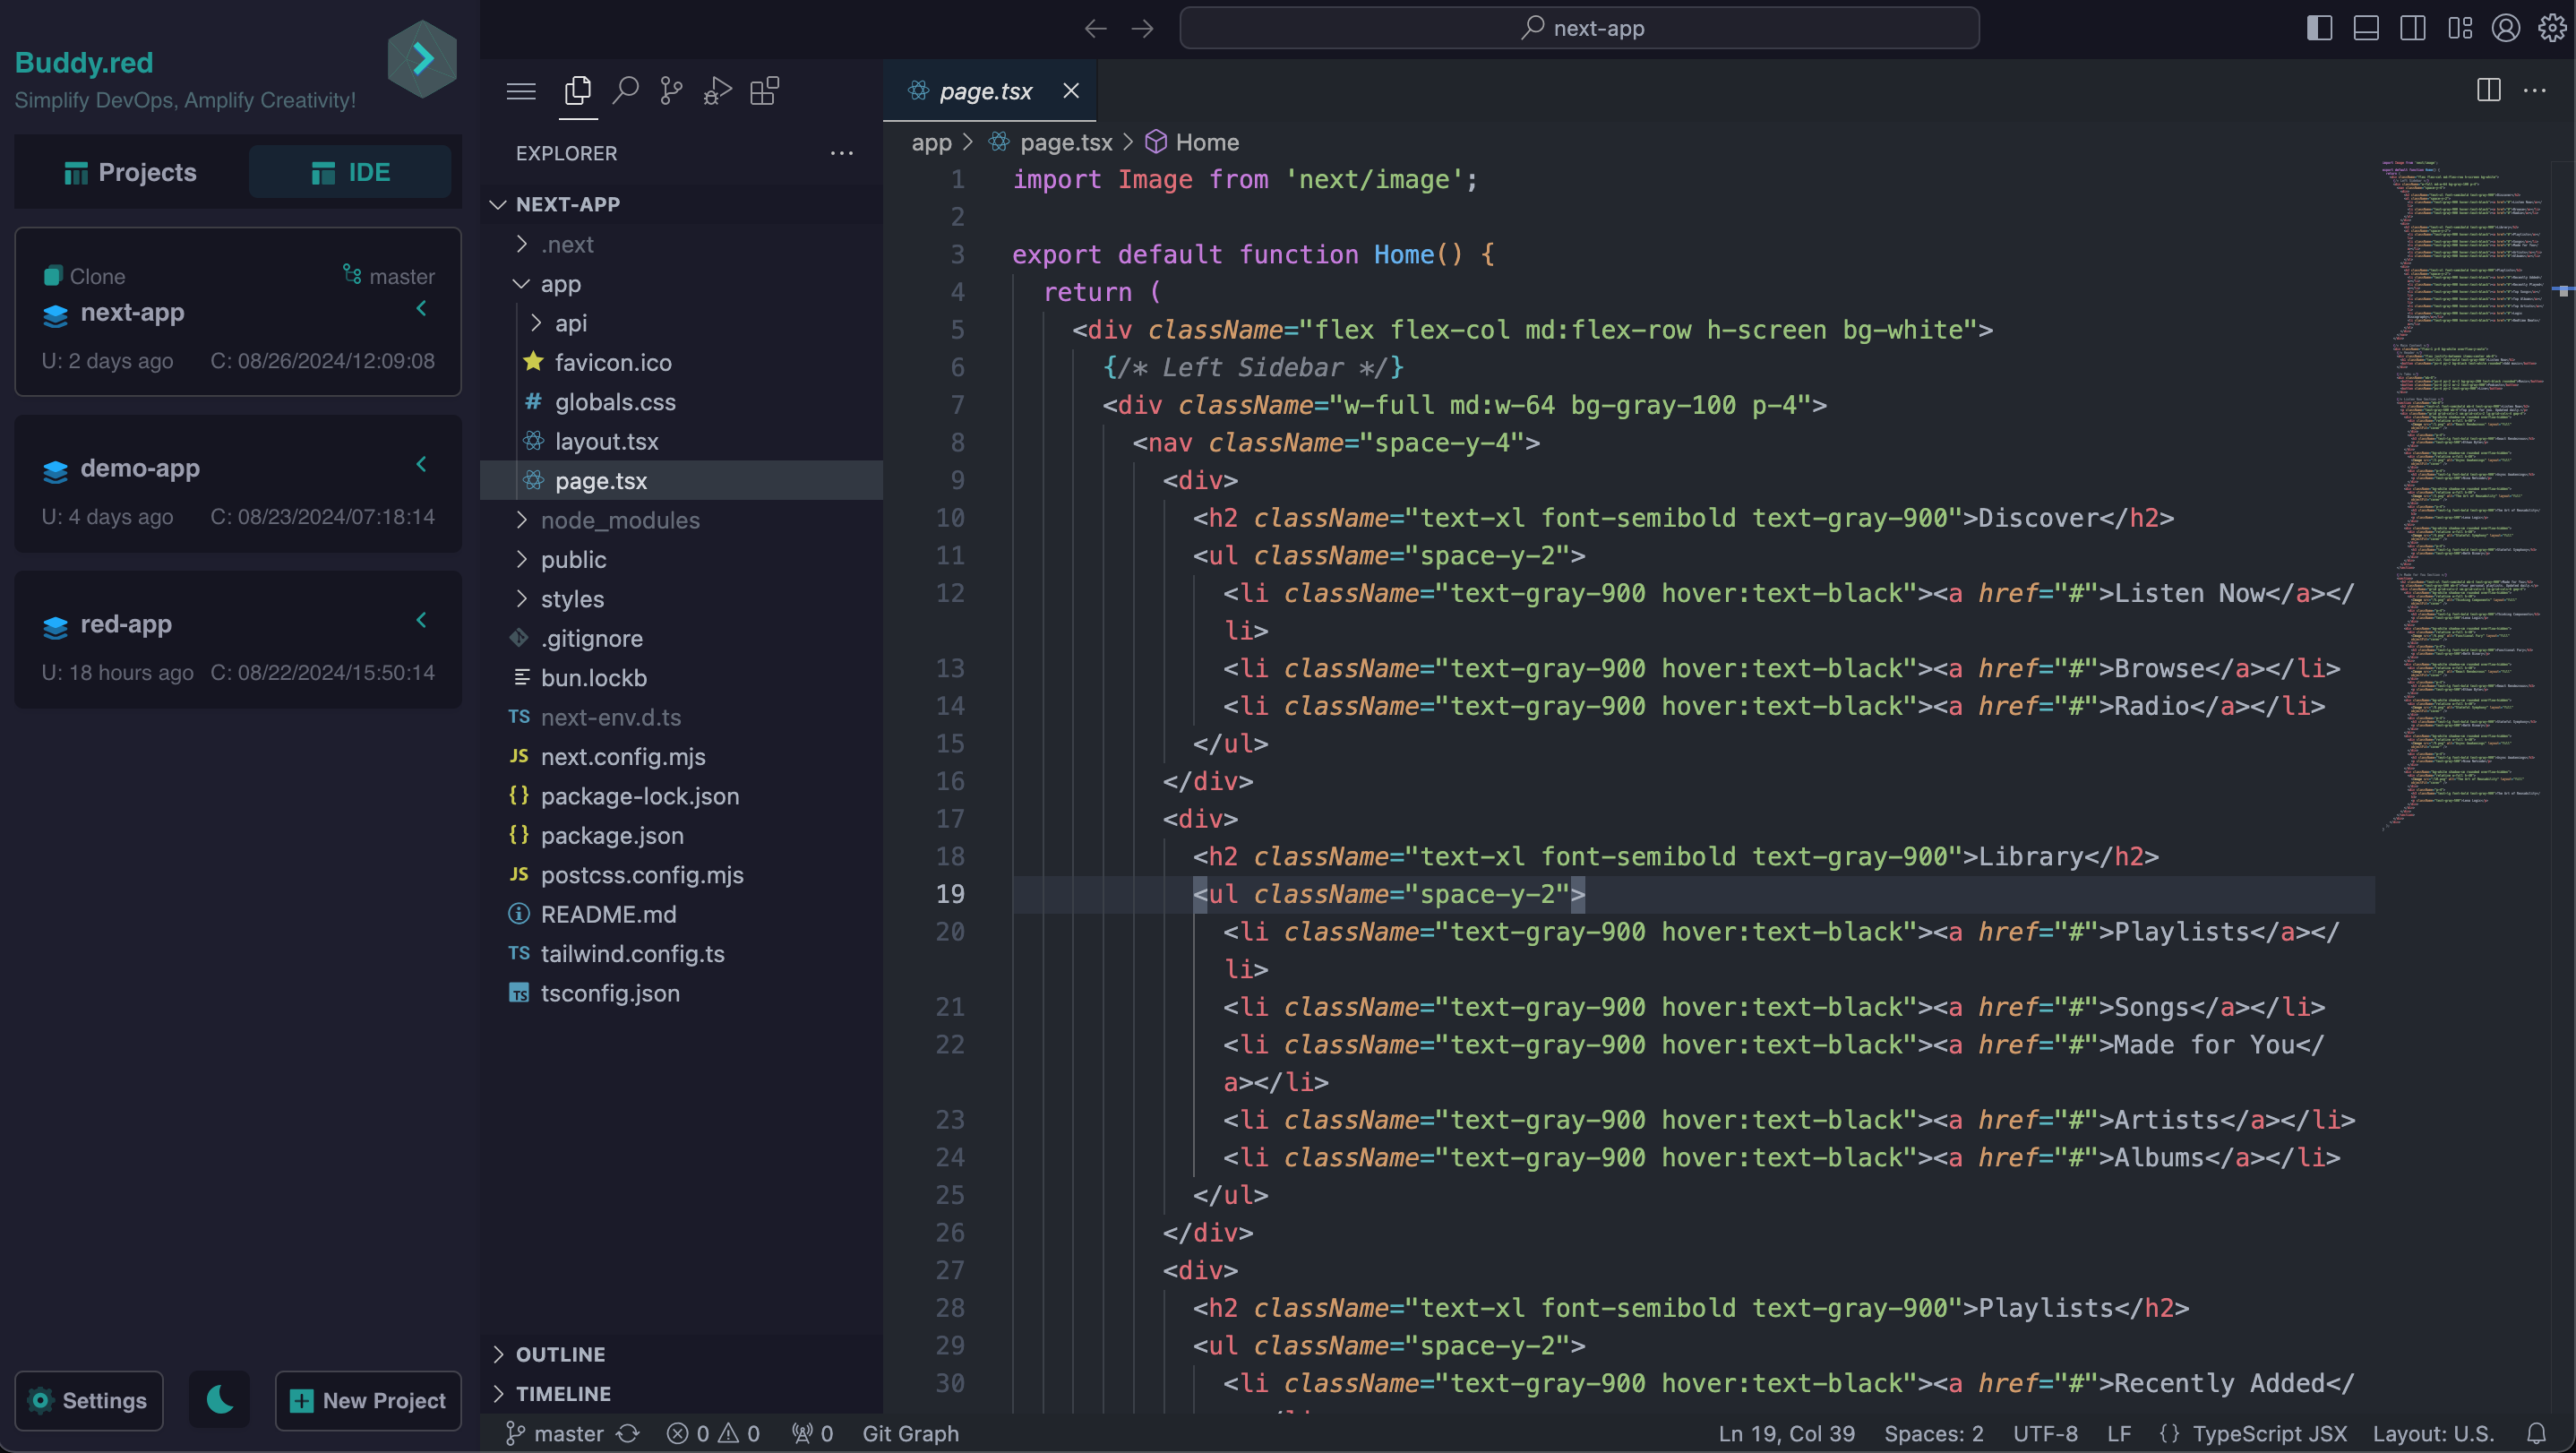 Buddy.red
Simplify DevOps, Amplify Creativity!
Projects
IDE
Clone
master
next-app
U: 2 days ago
C: 08/26/2024/12:09:08
demo-app
U: 4 days ago
C: 08/23/2024/07:18:14
red-app
U: 18 hours ago
C: 08/22/2024/15:50:14
Settings
New Project
next-app
EXPLORER
NEXT-APP
.next
app
api
favicon.ico
# globals.css
layout.tsx
page.tsx
node_modules
public
styles
.gitignore
bun.lockb
TS next-env.d.ts
JS next.config.mjs
{} package-lock.json
{} package.json
JS postcss.config.mjs
README.md
TS tailwind.config.ts
TS tsconfig.json
OUTLINE
TIMELINE
page.tsx
app > page.tsx > Home
1 import Image from 'next/image';
2
3 export default function Home() {
4 return (
5 <div className="flex flex-col md:flex-row h-screen bg-white">
6 {/* Left Sidebar */}
7 <div className="w-full md:w-64 bg-gray-100 p-4">
8 <nav className="space-y-4">
9 <div>
10 <h2 className="text-xl font-semibold text-gray-900">Discover</h2>
11 <ul className="space-y-2">
12 <li className="text-gray-900 hover:text-black"><a href="#">Listen Now</a></
li>
13 <li className="text-gray-900 hover:text-black"><a href="#">Browse</a></li>
14 <li className="text-gray-900 hover:text-black"><a href="#">Radio</a></li>
15 </ul>
16 </div>
17 <div>
18 <h2 className="text-xl font-semibold text-gray-900">Library</h2>
19 <ul className="space-y-2">
20 <li className="text-gray-900 hover:text-black"><a href="#">Playlists</a></
li>
21 <li className="text-gray-900 hover:text-black"><a href="#">Songs</a></li>
22 <li className="text-gray-900 hover:text-black"><a href="#">Made for You</
a></li>
23 <li className="text-gray-900 hover:text-black"><a href="#">Artists</a></li>
24 <li className="text-gray-900 hover:text-black"><a href="#">Albums</a></li>
25 </ul>
26 </div>
27 <div>
28 <h2 className="text-xl font-semibold text-gray-900">Playlists</h2>
29 <ul className="space-y-2">
30 <li className="text-gray-900 hover:text-black"><a href="#">Recently Added</
master
0
0
0
Git Graph
Ln 19, Col 39
Spaces: 2
UTF-8
LF
{} TypeScript JSX
Layout: U.S.